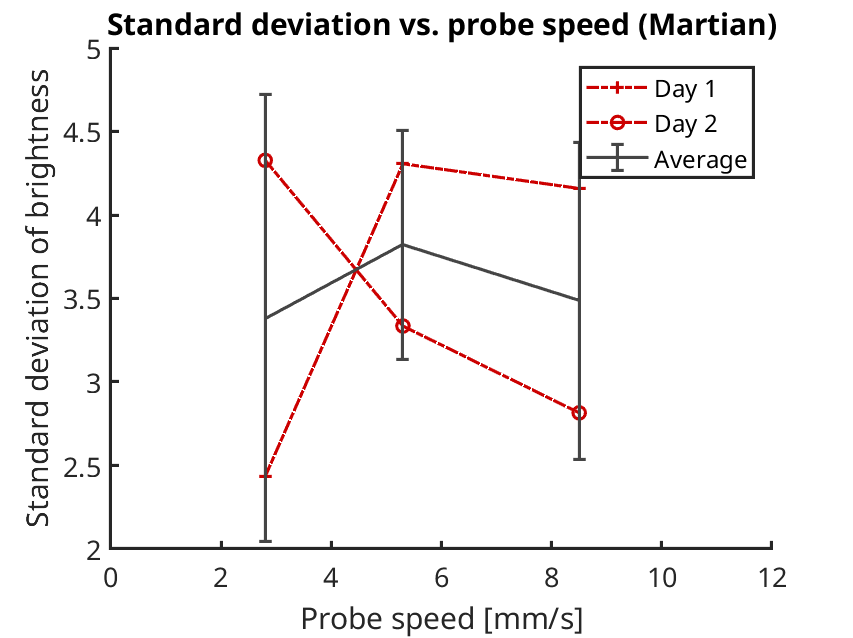 Standard deviation vs. probe speed (Martian)
Standard deviation of brightness
5
4.5
4
3.5
3
2.5
2
Day 1
Day 2
Average
0 2 4 6 8 10 12
Probe speed [mm/s]